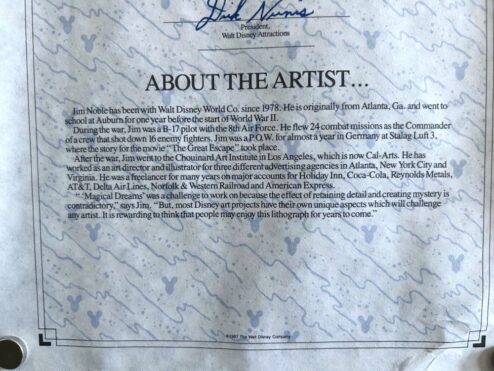 Dick Nunis
President,
Walt Disney Attractions
ABOUT THE ARTIST...
Jim Noble has been with Walt Disney World Co. since 1978. He is originally from Atlanta, Ga. and went to
school at Auburn for one year before the start of World War II.
During the war, Jim was a B-17 pilot with the 8th Air Force. He flew 24 combat missions as the Commander
of a crew that shot down 16 enemy fighters. Jim was a P.O.W. for almost a year in Germany at Stalag Luft 3,
where the story for the movie "The Great Escape" took place.
After the war, Jim went to the Chouinard Art Institute in Los Angeles, which is now Cal-Arts. He has
worked as an art director and illustrator for three different advertising agencies in Atlanta, New York City and
Virginia. He was a freelancer for many years on major accounts for Holiday Inn, Coca-Cola, Reynolds Metals,
AT&T, Delta Air Lines, Norfolk & Western Railroad and American Express.
"'Magical Dreams' was a challenge to work on because the effect of retaining detail and creating mystery is
contradictory," says Jim, "But, most Disney art projects have their own unique aspects which will challenge
any artist. It is rewarding to think that people may enjoy this lithograph for years to come."
©1987 The Walt Disney Company